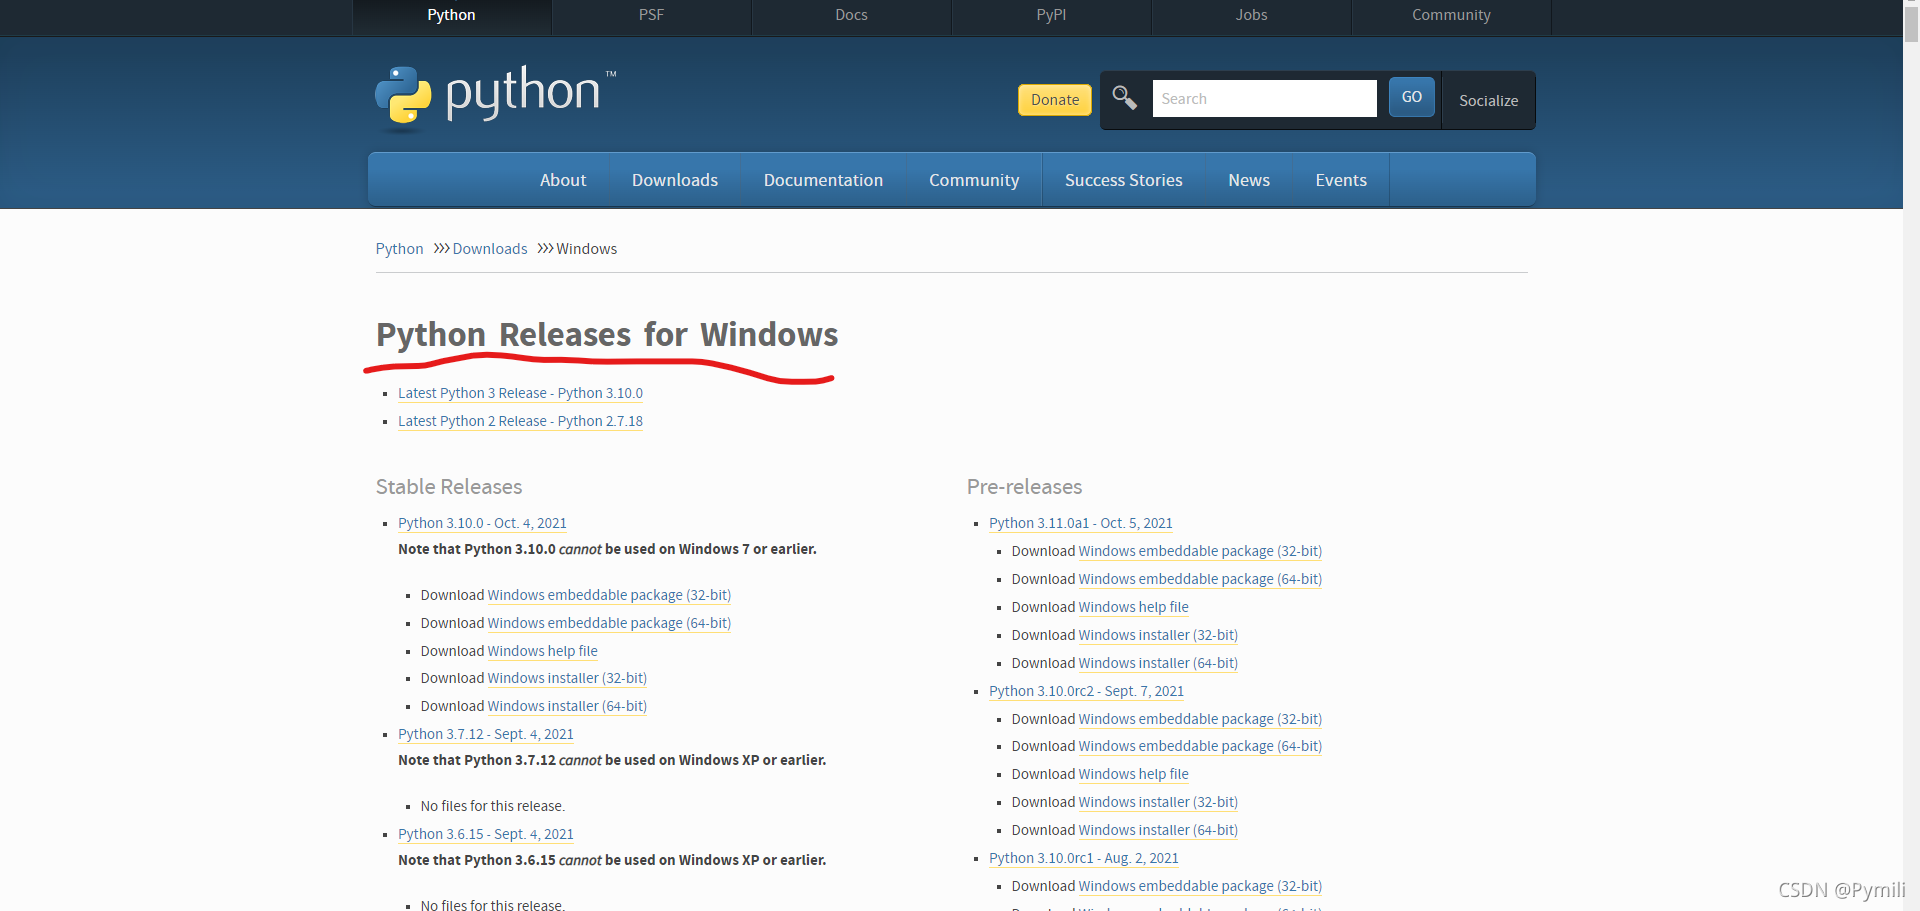 Python PSF Docs PyPI Jobs Community
python™
Donate Search GO Socialize
About Downloads Documentation Community Success Stories News Events
Python >>> Downloads >>> Windows
Python Releases for Windows
Latest Python 3 Release - Python 3.10.0
Latest Python 2 Release - Python 2.7.18
Stable Releases
Python 3.10.0 - Oct. 4, 2021
Note that Python 3.10.0 cannot be used on Windows 7 or earlier.
Download Windows embeddable package (32-bit)
Download Windows embeddable package (64-bit)
Download Windows help file
Download Windows installer (32-bit)
Download Windows installer (64-bit)
Python 3.7.12 - Sept. 4, 2021
Note that Python 3.7.12 cannot be used on Windows XP or earlier.
No files for this release.
Python 3.6.15 - Sept. 4, 2021
Note that Python 3.6.15 cannot be used on Windows XP or earlier.
No files for this release.
Pre-releases
Python 3.11.0a1 - Oct. 5, 2021
Download Windows embeddable package (32-bit)
Download Windows embeddable package (64-bit)
Download Windows help file
Download Windows installer (32-bit)
Download Windows installer (64-bit)
Python 3.10.0rc2 - Sept. 7, 2021
Download Windows embeddable package (32-bit)
Download Windows embeddable package (64-bit)
Download Windows help file
Download Windows installer (32-bit)
Download Windows installer (64-bit)
Python 3.10.0rc1 - Aug. 2, 2021
Download Windows embeddable package (32-bit)
CSDN @Pymili